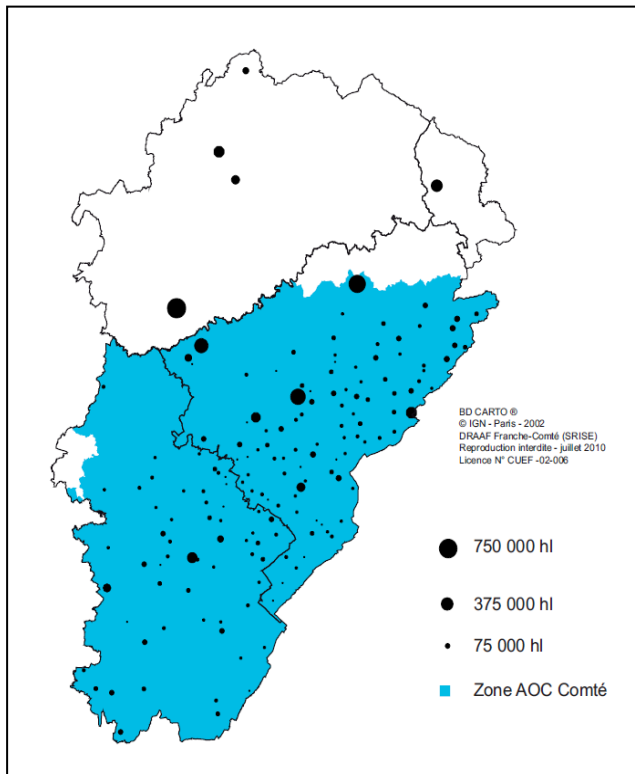 BD CARTO ®
© IGN - Paris - 2002
DRAAF Franche-Comté (SRISE)
Reproduction interdite - juillet 2010
Licence N° CUEF -02-006
750 000 hl
375 000 hl
75 000 hl
Zone AOC Comté